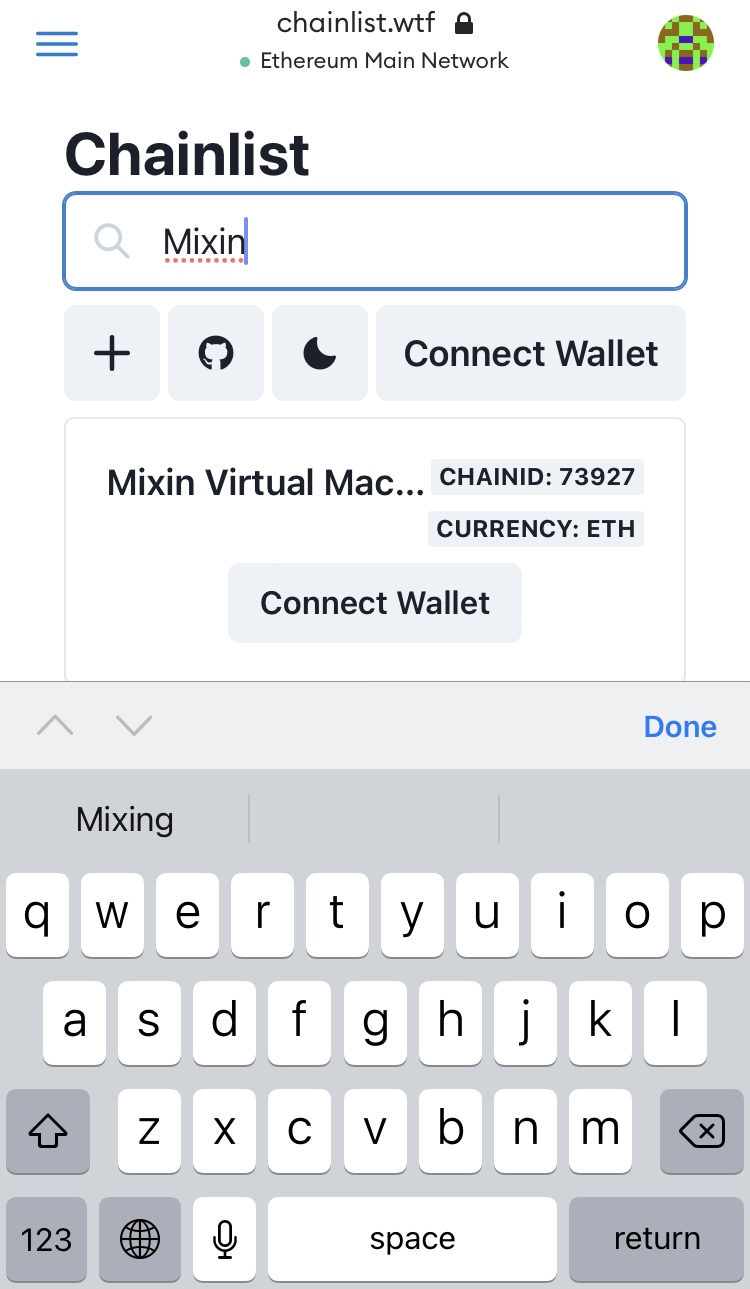 chainlist.wtf
Ethereum Main Network
Chainlist
Mixin
Connect Wallet
Mixin Virtual Mac... CHAINID: 73927
CURRENCY: ETH
Connect Wallet
Done
Mixing
q w e r t y u i o p
a s d f g h j k l
z x c v b n m
123 space return